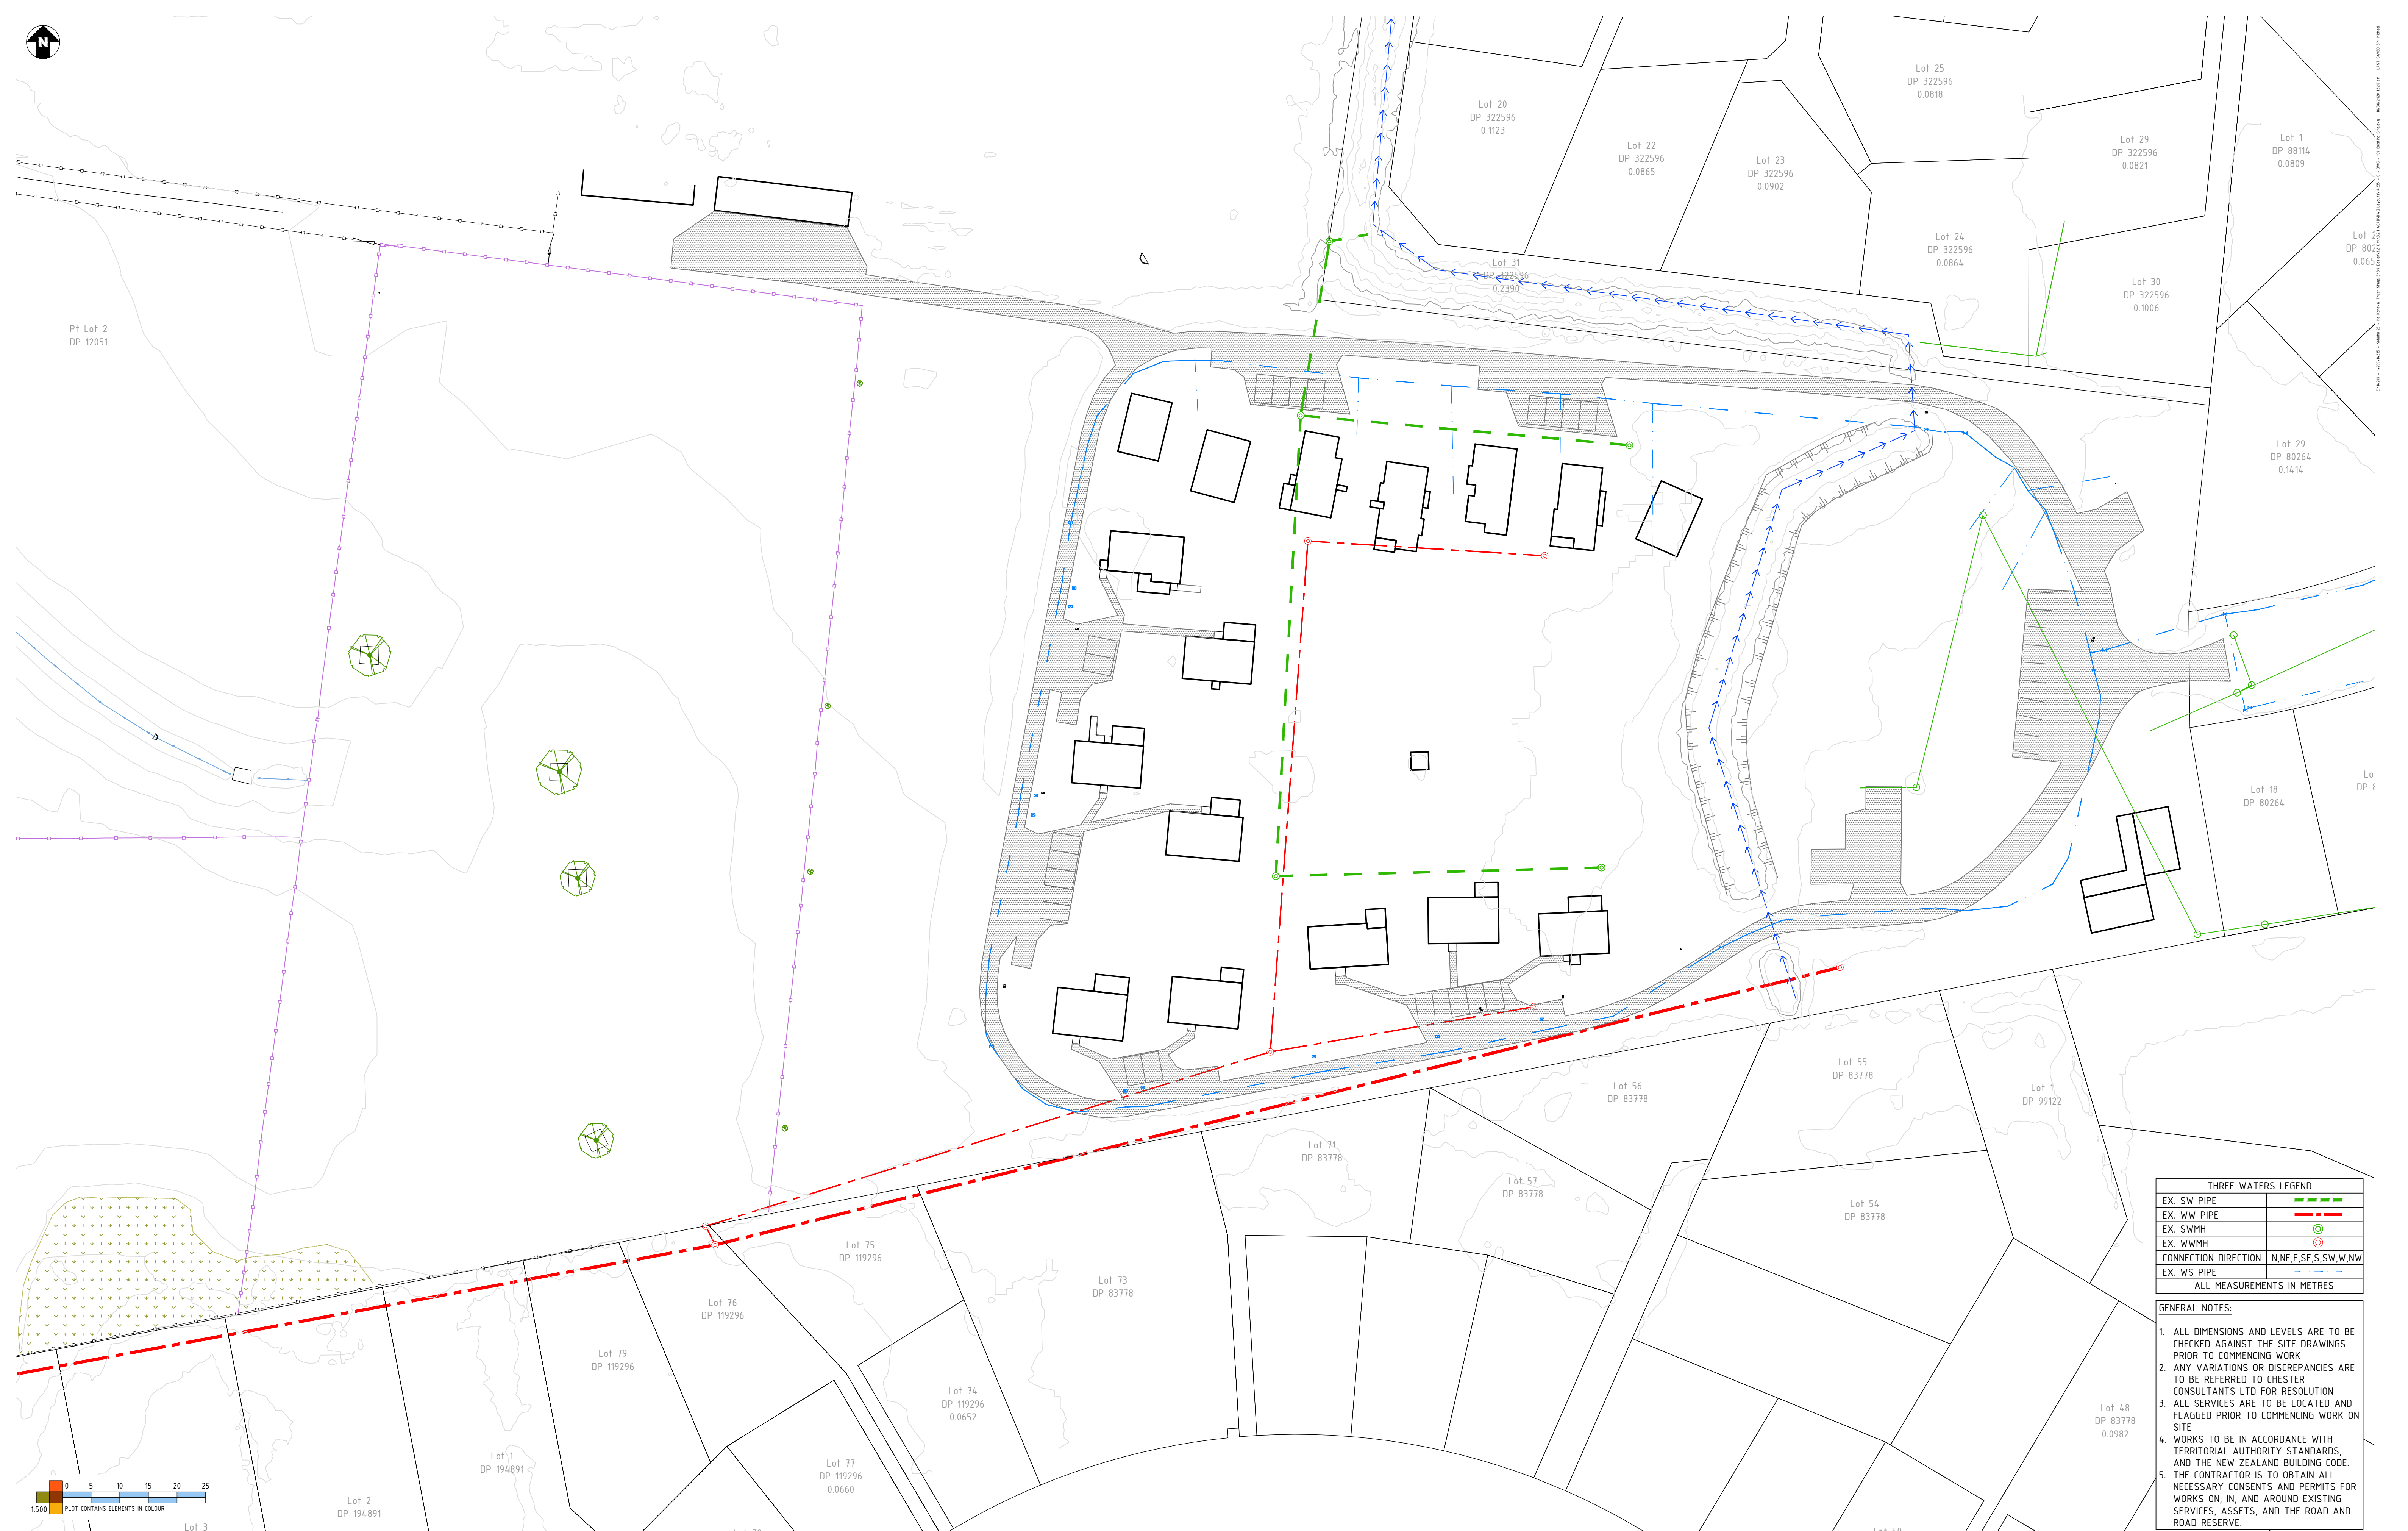 N
Lot 20
DP 322596
0.1123
Lot 22
DP 322596
0.0865
Lot 23
DP 322596
0.0902
Lot 25
DP 322596
0.0818
Lot 29
DP 322596
0.0821
Lot 1
DP 88114
0.0809
Lot 24
DP 322596
0.0864
Lot 31
DP 322596
0.2390
Lot 30
DP 322596
0.1006
Pt Lot 2
DP 12051
Lot 29
DP 80264
0.1414
Lot 18
DP 80264
Lot 55
DP 83778
Lot 56
DP 83778
Lot 1
DP 99122
Lot 71
DP 83778
Lot 57
DP 83778
Lot 54
DP 83778
Lot 75
DP 119296
Lot 73
DP 83778
Lot 76
DP 119296
Lot 79
DP 119296
Lot 74
DP 119296
0.0652
Lot 48
DP 83778
0.0982
Lot 1
DP 194891
Lot 77
DP 119296
0.0660
Lot 2
DP 194891
Lot 3
0 5 10 15 20 25
1:500 PLOT CONTAINS ELEMENTS IN COLOUR
THREE WATERS LEGEND
EX. SW PIPE
EX. WW PIPE
EX. SWMH
EX. WWMH
CONNECTION DIRECTION N,NE,E,SE,S,SW,W,NW
EX. WS PIPE
ALL MEASUREMENTS IN METRES
GENERAL NOTES:
1. ALL DIMENSIONS AND LEVELS ARE TO BE
CHECKED AGAINST THE SITE DRAWINGS
PRIOR TO COMMENCING WORK
2. ANY VARIATIONS OR DISCREPANCIES ARE
TO BE REFERRED TO CHESTER
CONSULTANTS LTD FOR RESOLUTION
3. ALL SERVICES ARE TO BE LOCATED AND
FLAGGED PRIOR TO COMMENCING WORK ON
SITE
4. WORKS TO BE IN ACCORDANCE WITH
TERRITORIAL AUTHORITY STANDARDS,
AND THE NEW ZEALAND BUILDING CODE.
5. THE CONTRACTOR IS TO OBTAIN ALL
NECESSARY CONSENTS AND PERMITS FOR
WORKS ON, IN, AND AROUND EXISTING
SERVICES, ASSETS, AND THE ROAD AND
ROAD RESERVE.